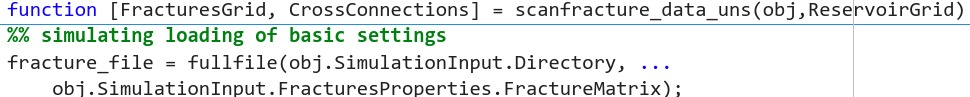 function [FracturesGrid, CrossConnections] = scanfracture_data_uns(obj,ReservoirGrid)
%% simulating loading of basic settings
fracture_file = fullfile(obj.SimulationInput.Directory, ...
    obj.SimulationInput.FracturesProperties.FractureMatrix);